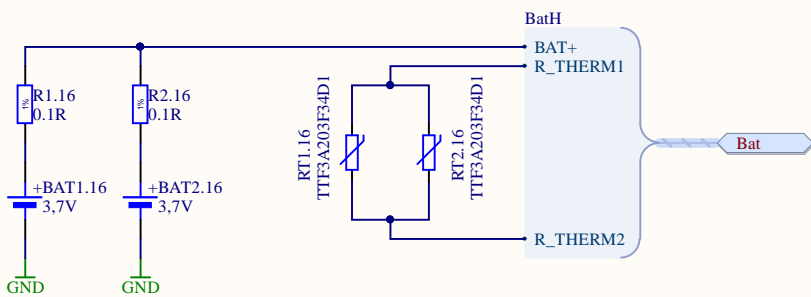 BatH
BAT+
R_THERM1
R1.16
0.1R
1%
R2.16
0.1R
1%
RT1.16
TTF3A203F34D1
RT2.16
TTF3A203F34D1
Bat
+BAT1.16
3,7V
+BAT2.16
3,7V
R_THERM2
GND
GND